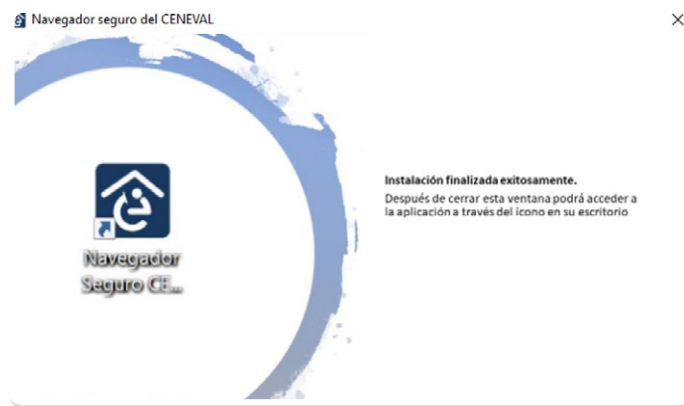 Navegador seguro del CENEVAL
Instalación finalizada exitosamente.
Después de cerrar esta ventana podrá acceder a
la aplicación a través del ícono en su escritorio
Navegador
Seguro CE...